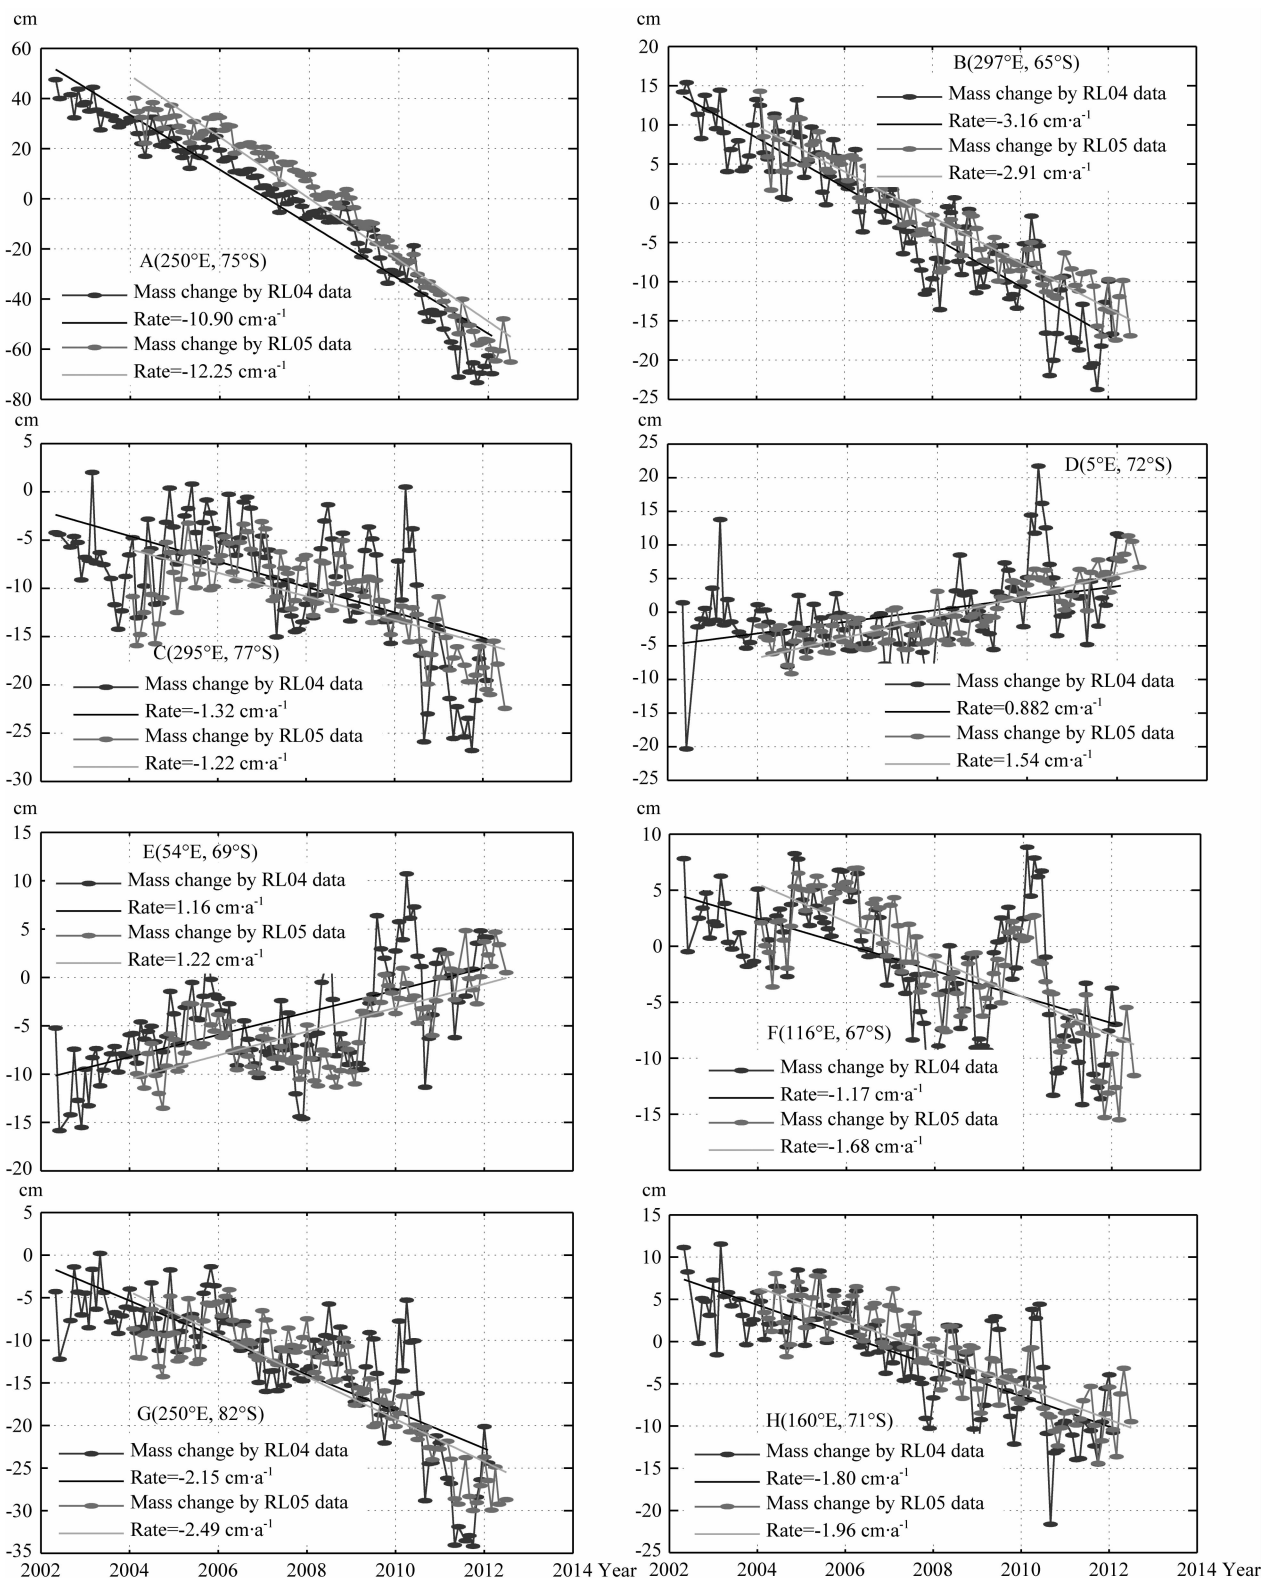 cm
60
40
20
0
-20
-40
-60
-80
A(250°E, 75°S)
Mass change by RL04 data
Rate=-10.90 cm·a-1
Mass change by RL05 data
Rate=-12.25 cm·a-1
cm
20
15
10
5
0
-5
-10
-15
-20
-25
B(297°E, 65°S)
Mass change by RL04 data
Rate=-3.16 cm·a-1
Mass change by RL05 data
Rate=-2.91 cm·a-1
cm
5
0
-5
-10
-15
-20
-25
-30
C(295°E, 77°S)
Mass change by RL04 data
Rate=-1.32 cm·a-1
Mass change by RL05 data
Rate=-1.22 cm·a-1
cm
25
20
15
10
5
0
-5
-10
-15
-20
-25
D(5°E, 72°S)
Mass change by RL04 data
Rate=0.882 cm·a-1
Mass change by RL05 data
Rate=1.54 cm·a-1
cm
15
10
5
0
-5
-10
-15
-20
E(54°E, 69°S)
Mass change by RL04 data
Rate=1.16 cm·a-1
Mass change by RL05 data
Rate=1.22 cm·a-1
cm
10
5
0
-5
-10
-15
F(116°E, 67°S)
Mass change by RL04 data
Rate=-1.17 cm·a-1
Mass change by RL05 data
Rate=-1.68 cm·a-1
cm
0
-5
-10
-15
-20
-25
-30
-35
G(250°E, 82°S)
Mass change by RL04 data
Rate=-2.15 cm·a-1
Mass change by RL05 data
Rate=-2.49 cm·a-1
2002 2004 2006 2008 2010 2012 2014 Year
cm
15
10
5
0
-5
-10
-15
-20
-25
H(160°E, 71°S)
Mass change by RL04 data
Rate=-1.80 cm·a-1
Mass change by RL05 data
Rate=-1.96 cm·a-1
2002 2004 2006 2008 2010 2012 2014 Year